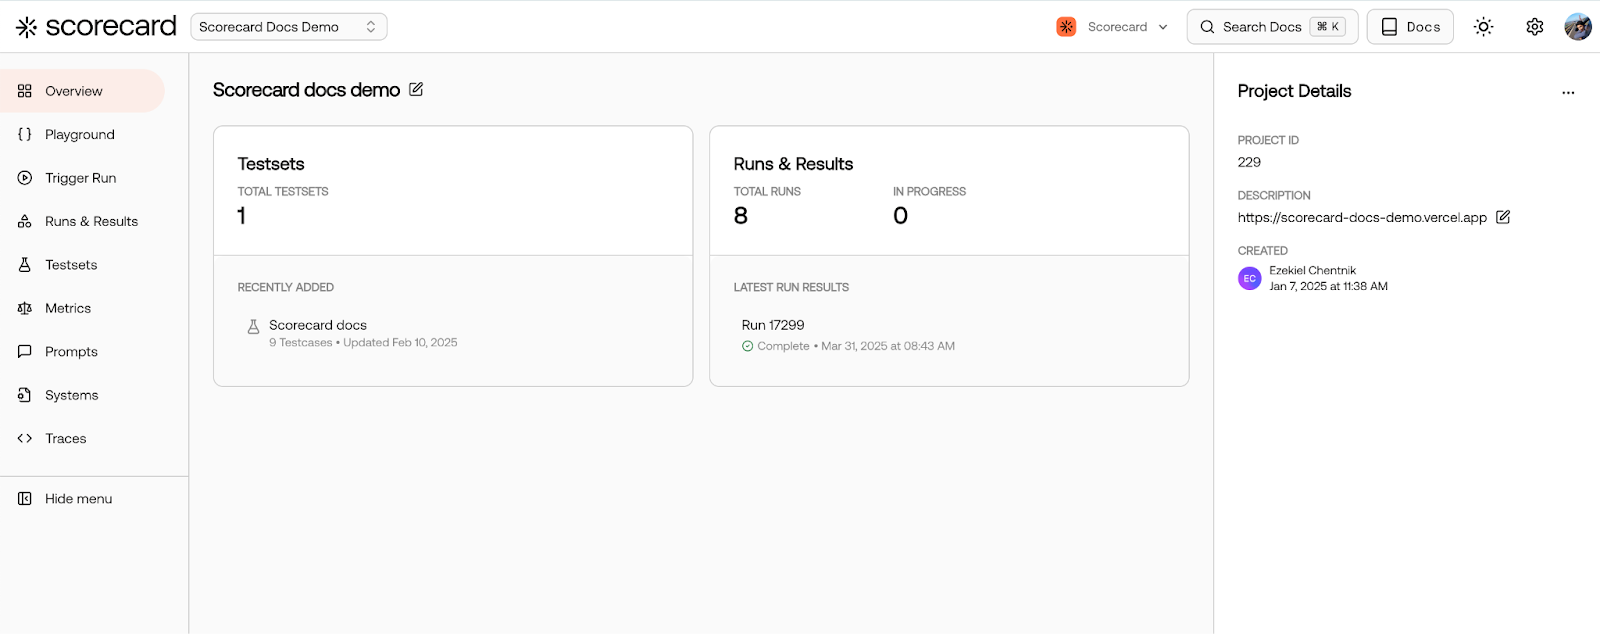 scorecard
Scorecard Docs Demo
Scorecard
Search Docs
⌘ K
Docs
Overview
Playground
Trigger Run
Runs & Results
Testsets
Metrics
Prompts
Systems
Traces
Hide menu
Scorecard docs demo
Testsets
TOTAL TESTSETS
1
RECENTLY ADDED
Scorecard docs
9 Testcases • Updated Feb 10, 2025
Runs & Results
TOTAL RUNS
8
IN PROGRESS
0
LATEST RUN RESULTS
Run 17299
Complete • Mar 31, 2025 at 08:43 AM
Project Details
PROJECT ID
229
DESCRIPTION
https://scorecard-docs-demo.vercel.app
CREATED
EC
Ezekiel Chentnik
Jan 7, 2025 at 11:38 AM